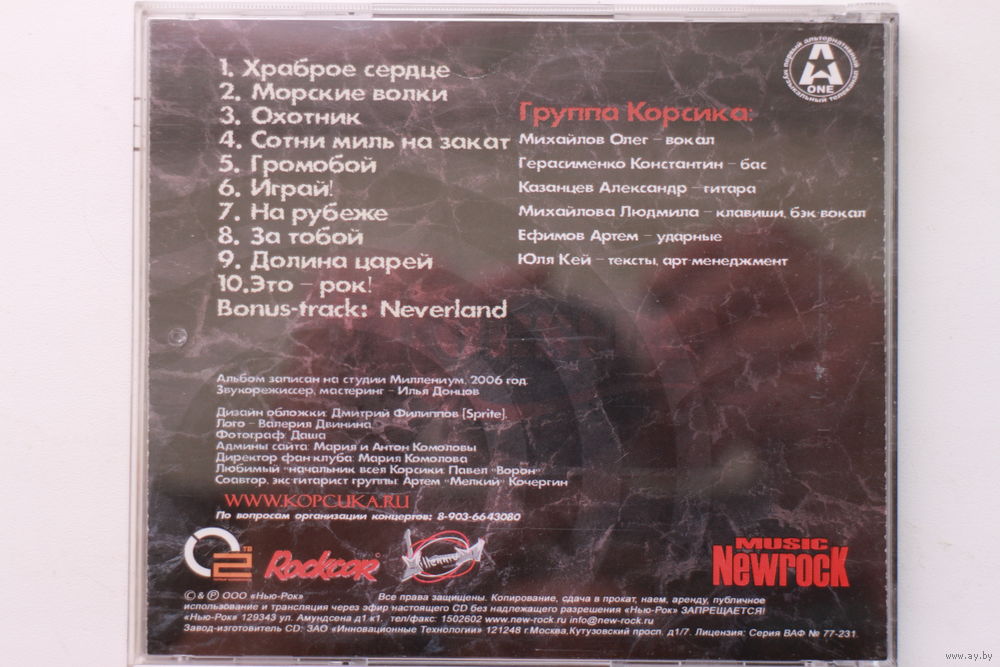 1. Храброе сердце
2. Морские волки
3. Охотник
4. Сотни миль на закат
5. Громобой
6. Играй!
7. На рубеже
8. За тобой
9. Долина царей
10.Это – рок!
Bonus-track: Neverland
первый альтернативный музыкальный телеканал
A
ONE
Группа Корсика:
Михайлов Олег – вокал
Герасименко Константин – бас
Казанцев Александр – гитара
Михайлова Людмила – клавиши, бэк вокал
Ефимов Артем – ударные
Юля Кей – тексты, арт-менеджмент
Альбом записан на студии Миллениум, 2006 год.
Звукорежиссер, мастеринг – Илья Донцов
Дизайн обложки: Дмитрий Филиппов [Sprite],
Лого – Валерия Двинина
Фотограф: Даша
Админы сайта: Мария и Антон Комоловы
Директор фан-клуба: Мария Комолова
Любимый "начальник всея Корсики: Павел "Ворон"
Соавтор, экс-гитарист группы: Артем "Мелкий" Кочергин
WWW.KOPCUKA.RU
По вопросам организации концертов: 8-903-6643080
O2 ТВ
Rockcor®
Millennium
MUSIC
Newrock
© & ℗ ООО «Нью-Рок» Все права защищены. Копирование, сдача в прокат, наем, аренду, публичное
использование и трансляция через эфир настоящего CD без надлежащего разрешения «Нью-Рок» ЗАПРЕЩАЕТСЯ!
«Нью-Рок» 129343 ул. Амундсена д1 к1. тел/факс: 1502602 www.new-rock.ru info@new-rock.ru
Завод-изготовитель CD: ЗАО «Инновационные Технологии» 121248 г.Москва,Кутузовский просп. д1/7. Лицензия: Серия ВАФ № 77-231.
www.ay.by